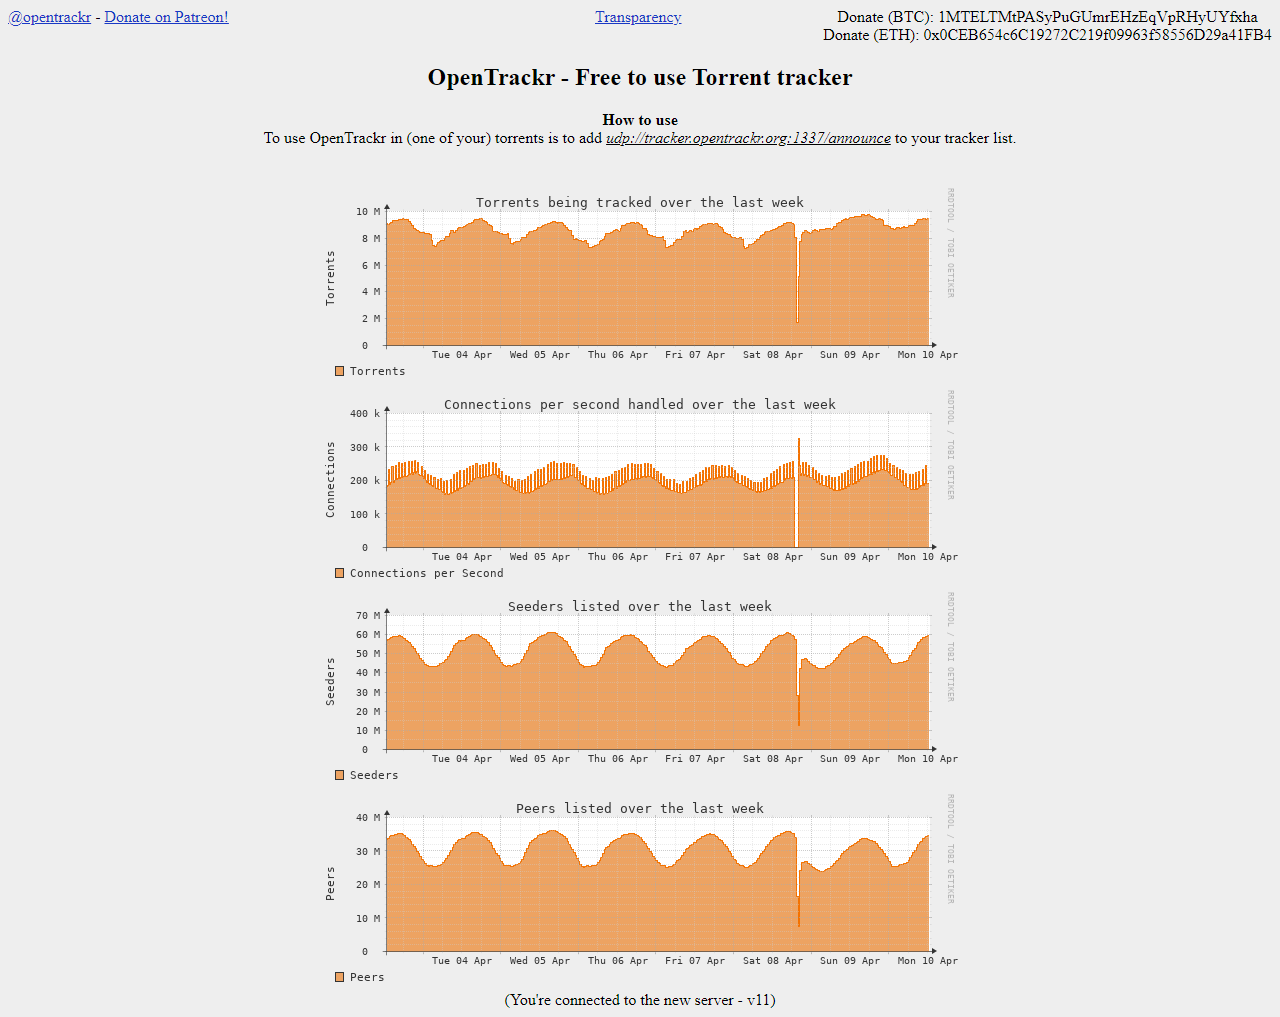 @opentrackr - Donate on Patreon!
Transparency
Donate (BTC): 1MTELTMtPASyPuGUmrEHzEqVpRHyUYfxha
Donate (ETH): 0x0CEB654c6C19272C219f09963f58556D29a41FB4
OpenTrackr - Free to use Torrent tracker
How to use
To use OpenTrackr in (one of your) torrents is to add udp://tracker.opentrackr.org:1337/announce to your tracker list.
Torrents being tracked over the last week
RRDTOOL / TOBI OETIKER
Torrents
10 M
8 M
6 M
4 M
2 M
0
Tue 04 Apr Wed 05 Apr Thu 06 Apr Fri 07 Apr Sat 08 Apr Sun 09 Apr Mon 10 Apr
Torrents
Connections per second handled over the last week
RRDTOOL / TOBI OETIKER
Connections
400 k
300 k
200 k
100 k
0
Tue 04 Apr Wed 05 Apr Thu 06 Apr Fri 07 Apr Sat 08 Apr Sun 09 Apr Mon 10 Apr
Connections per Second
Seeders listed over the last week
RRDTOOL / TOBI OETIKER
Seeders
70 M
60 M
50 M
40 M
30 M
20 M
10 M
0
Tue 04 Apr Wed 05 Apr Thu 06 Apr Fri 07 Apr Sat 08 Apr Sun 09 Apr Mon 10 Apr
Seeders
Peers listed over the last week
RRDTOOL / TOBI OETIKER
Peers
40 M
30 M
20 M
10 M
0
Tue 04 Apr Wed 05 Apr Thu 06 Apr Fri 07 Apr Sat 08 Apr Sun 09 Apr Mon 10 Apr
Peers
(You're connected to the new server - v11)